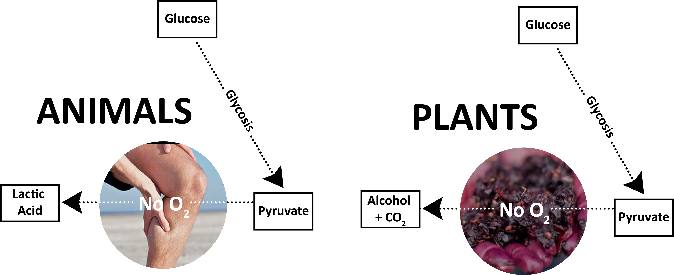 Glucose
Glycosis
ANIMALS
No O₂
Lactic
Acid
Pyruvate
Glucose
Glycosis
PLANTS
No O₂
Alcohol
+ CO₂
Pyruvate